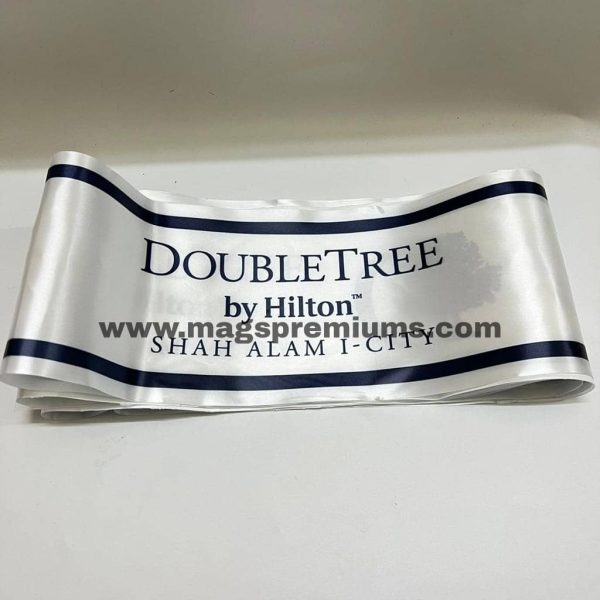 DOUBLETREE
by Hilton™
www.magspremiums.com
SHAH ALAM I-CITY